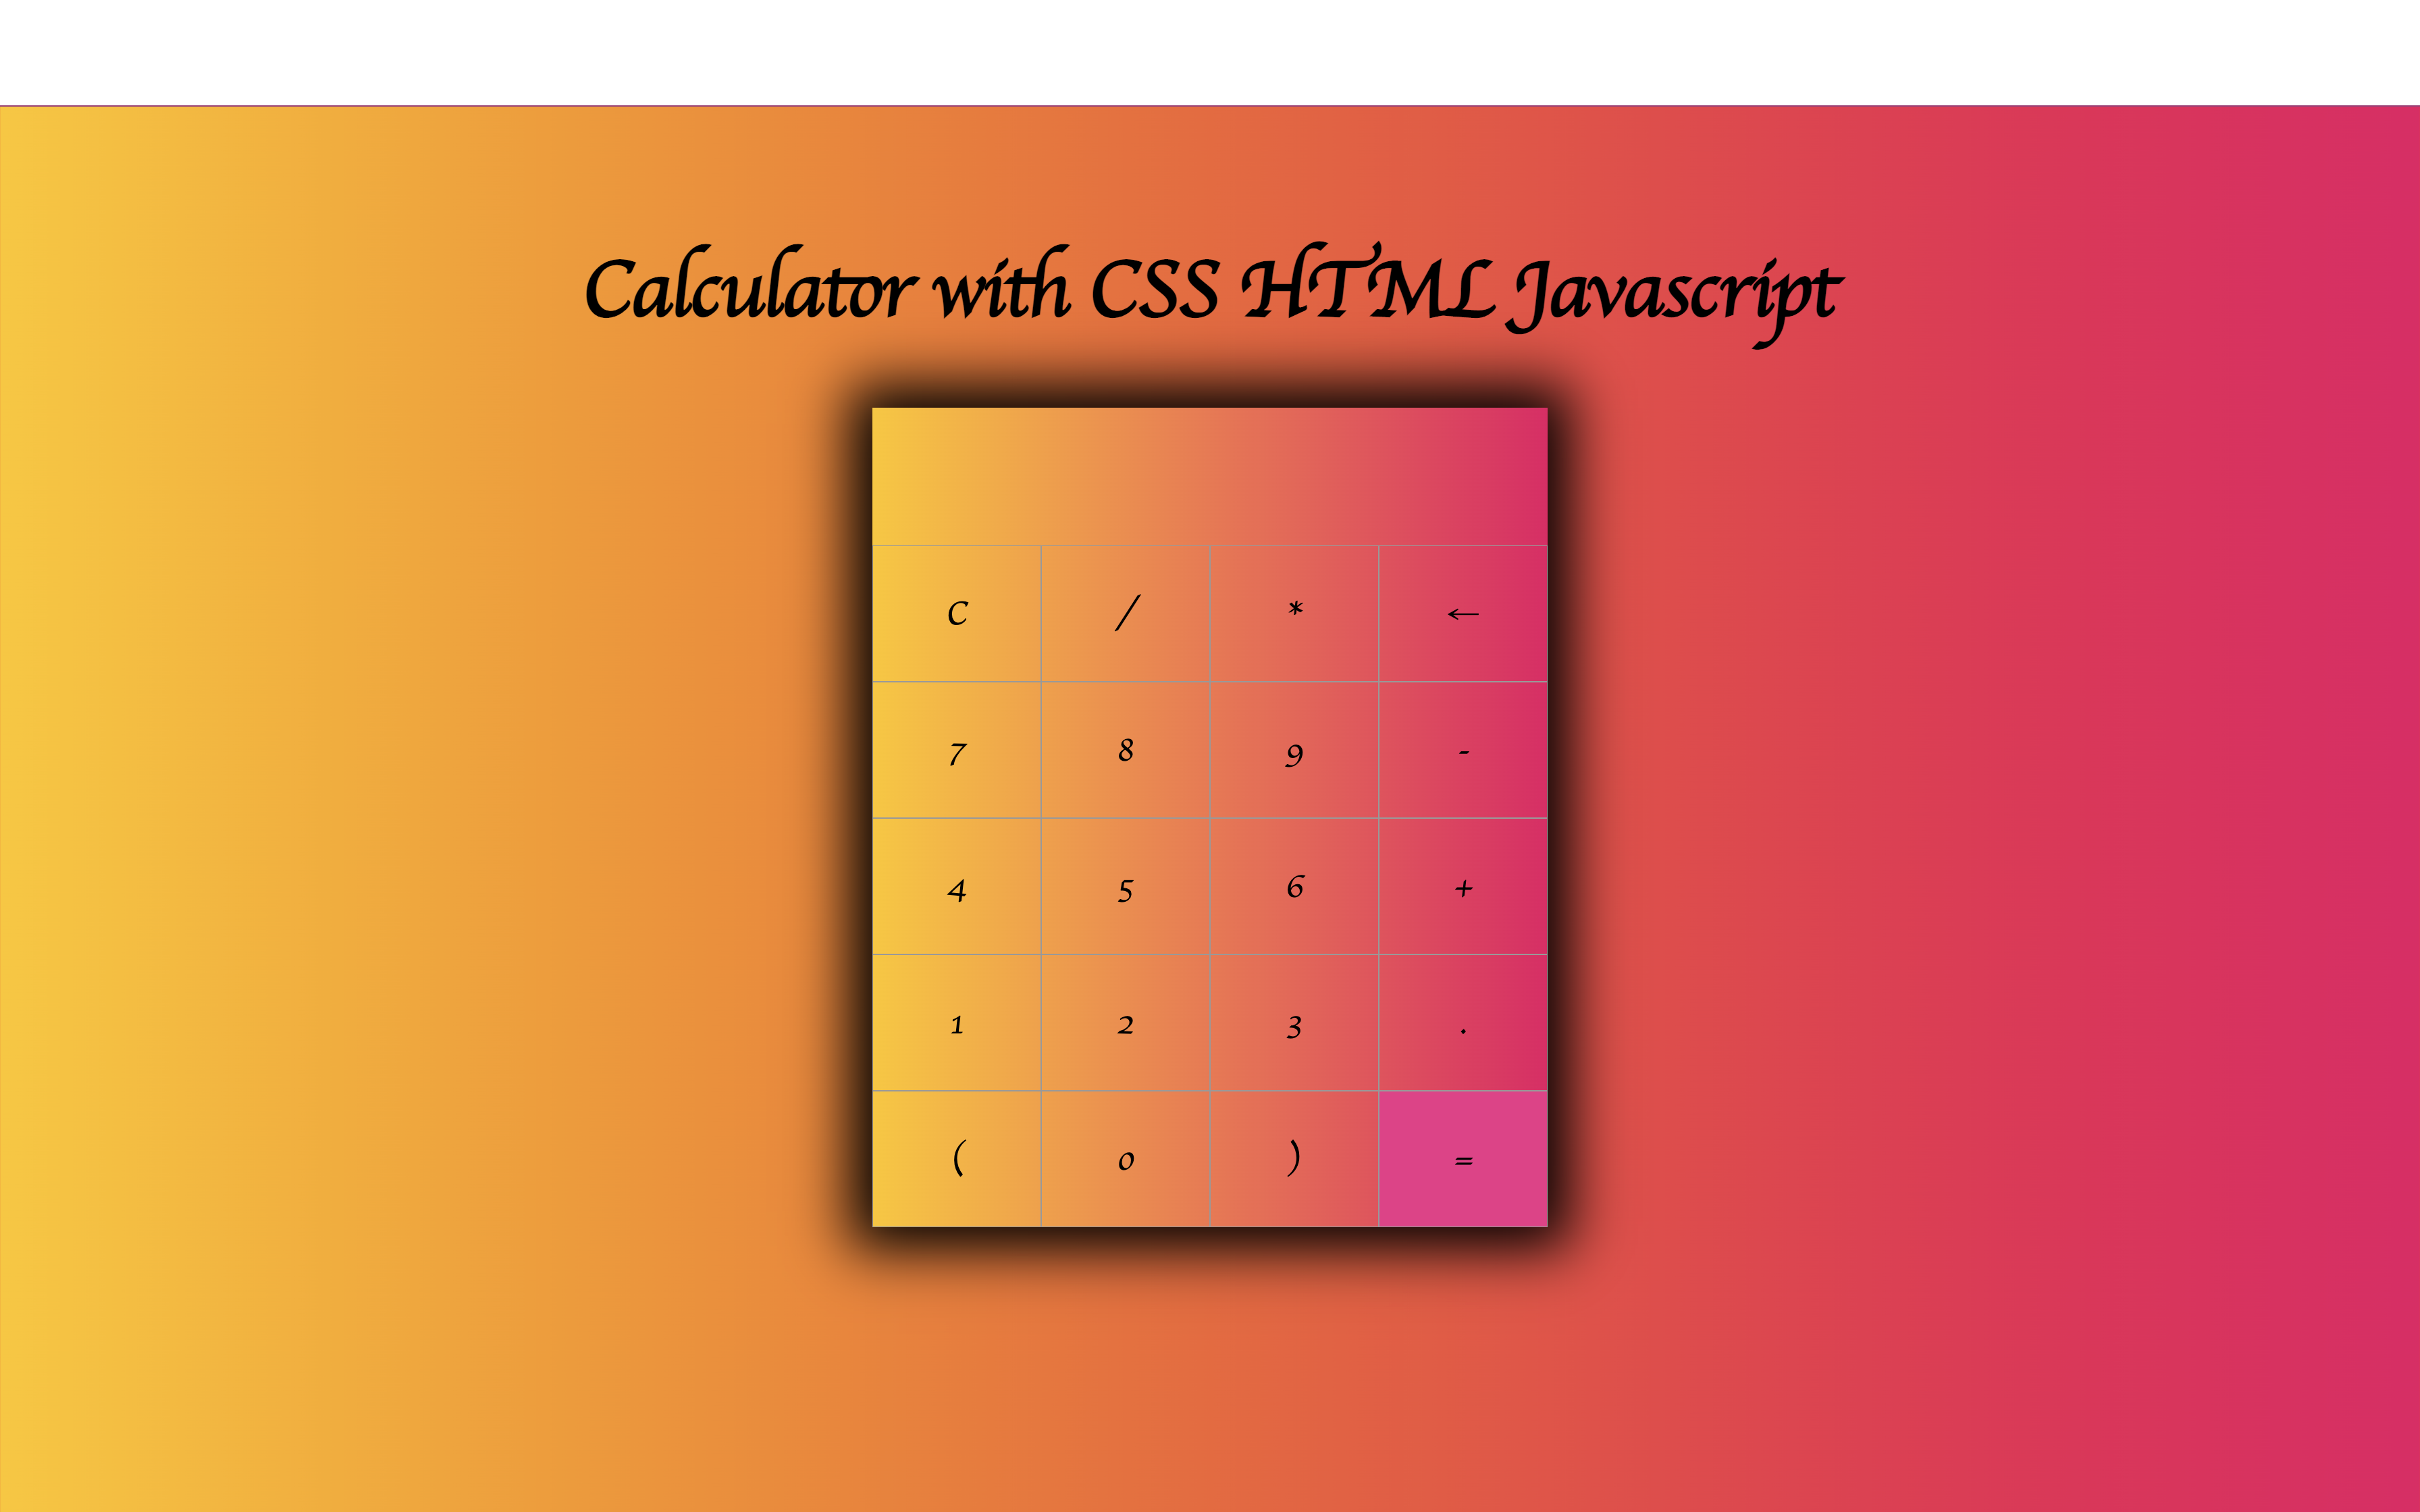 Calculator with CSS HTML Javascript
C / * ←
7 8 9 -
4 5 6 +
1 2 3 .
( 0 ) =